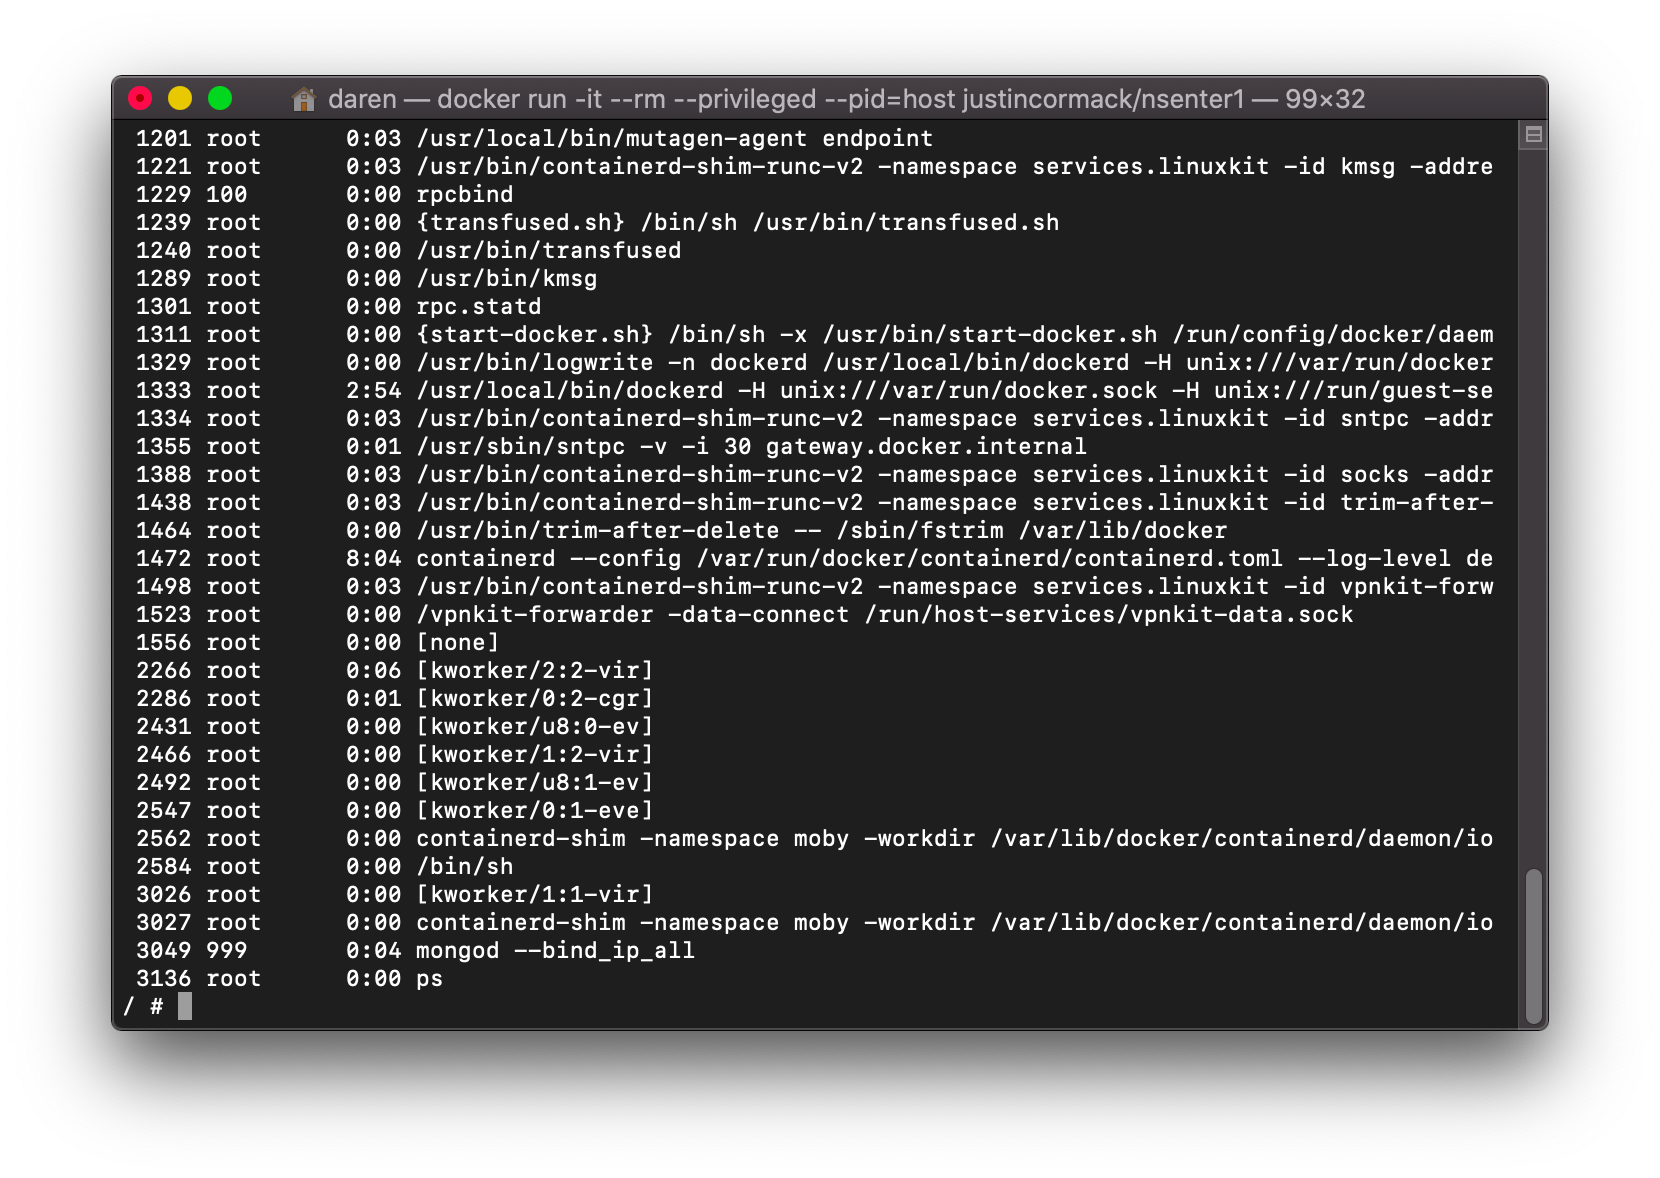 daren — docker run -it --rm --privileged --pid=host justincormack/nsenter1 — 99×32
1201 root      0:03 /usr/local/bin/mutagen-agent endpoint
1221 root      0:03 /usr/bin/containerd-shim-runc-v2 -namespace services.linuxkit -id kmsg -addre
1229 100       0:00 rpcbind
1239 root      0:00 {transfused.sh} /bin/sh /usr/bin/transfused.sh
1240 root      0:00 /usr/bin/transfused
1289 root      0:00 /usr/bin/kmsg
1301 root      0:00 rpc.statd
1311 root      0:00 {start-docker.sh} /bin/sh -x /usr/bin/start-docker.sh /run/config/docker/daem
1329 root      0:00 /usr/bin/logwrite -n dockerd /usr/local/bin/dockerd -H unix:///var/run/docker
1333 root      2:54 /usr/local/bin/dockerd -H unix:///var/run/docker.sock -H unix:///run/guest-se
1334 root      0:03 /usr/bin/containerd-shim-runc-v2 -namespace services.linuxkit -id sntpc -addr
1355 root      0:01 /usr/sbin/sntpc -v -i 30 gateway.docker.internal
1388 root      0:03 /usr/bin/containerd-shim-runc-v2 -namespace services.linuxkit -id socks -addr
1438 root      0:03 /usr/bin/containerd-shim-runc-v2 -namespace services.linuxkit -id trim-after-
1464 root      0:00 /usr/bin/trim-after-delete -- /sbin/fstrim /var/lib/docker
1472 root      8:04 containerd --config /var/run/docker/containerd/containerd.toml --log-level de
1498 root      0:03 /usr/bin/containerd-shim-runc-v2 -namespace services.linuxkit -id vpnkit-forw
1523 root      0:00 /vpnkit-forwarder -data-connect /run/host-services/vpnkit-data.sock
1556 root      0:00 [none]
2266 root      0:06 [kworker/2:2-vir]
2286 root      0:01 [kworker/0:2-cgr]
2431 root      0:00 [kworker/u8:0-ev]
2466 root      0:00 [kworker/1:2-vir]
2492 root      0:00 [kworker/u8:1-ev]
2547 root      0:00 [kworker/0:1-eve]
2562 root      0:00 containerd-shim -namespace moby -workdir /var/lib/docker/containerd/daemon/io
2584 root      0:00 /bin/sh
3026 root      0:00 [kworker/1:1-vir]
3027 root      0:00 containerd-shim -namespace moby -workdir /var/lib/docker/containerd/daemon/io
3049 999       0:04 mongod --bind_ip_all
3136 root      0:00 ps
/ #